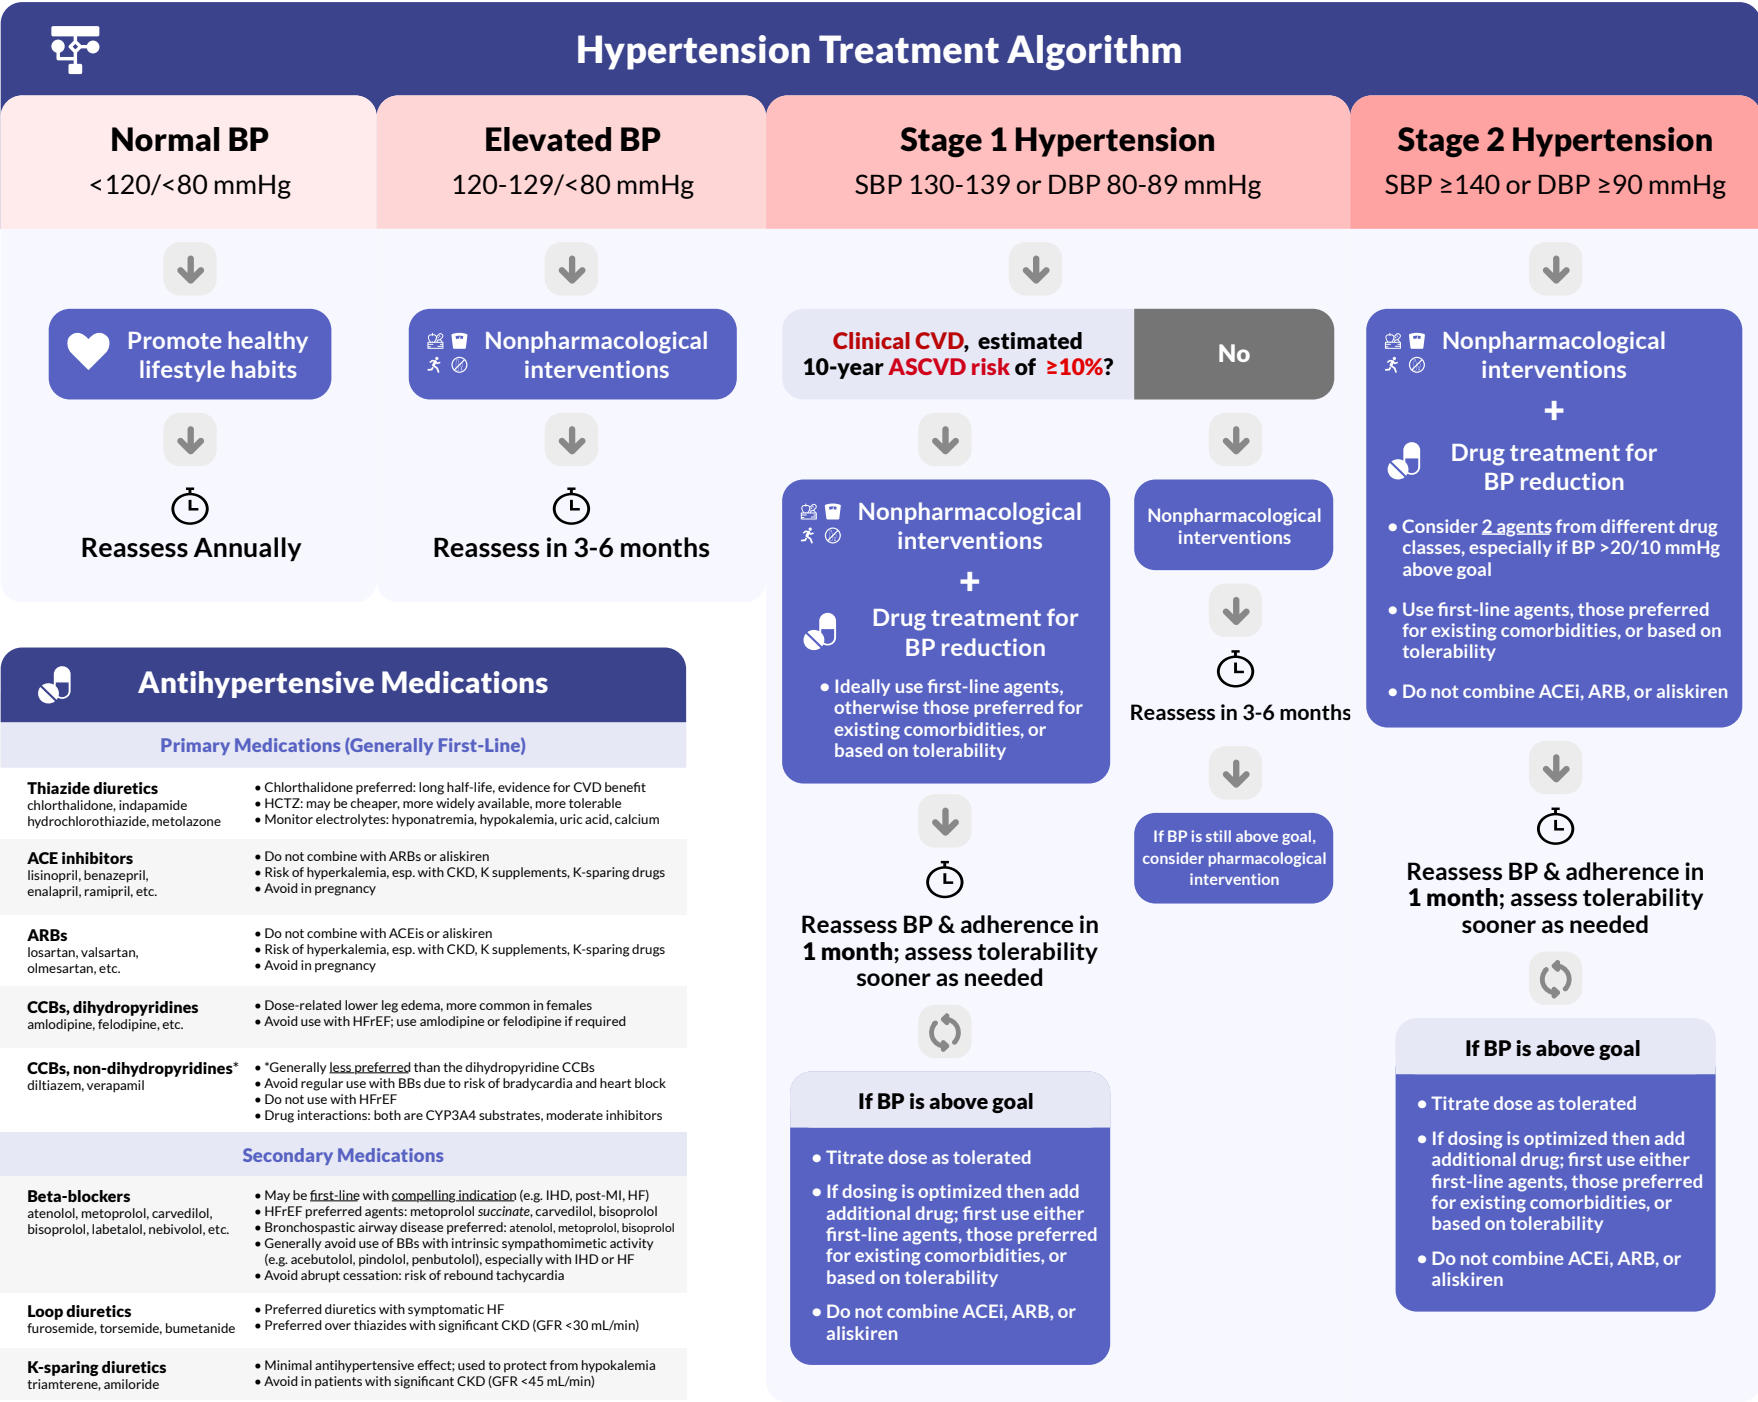 Hypertension Treatment Algorithm
Normal BP
<120/<80 mmHg
Elevated BP
120-129/<80 mmHg
Stage 1 Hypertension
SBP 130-139 or DBP 80-89 mmHg
Stage 2 Hypertension
SBP ≥140 or DBP ≥90 mmHg
Promote healthy
lifestyle habits
Reassess Annually
Nonpharmacological
interventions
Reassess in 3-6 months
Clinical CVD, estimated
10-year ASCVD risk of ≥10%?
No
Nonpharmacological
interventions
+
Drug treatment for
BP reduction
• Ideally use first-line agents,
otherwise those preferred for
existing comorbidities, or
based on tolerability
Reassess BP & adherence in
1 month; assess tolerability
sooner as needed
If BP is above goal
• Titrate dose as tolerated
• If dosing is optimized then add
additional drug; first use either
first-line agents, those preferred
for existing comorbidities, or
based on tolerability
• Do not combine ACEi, ARB, or
aliskiren
Nonpharmacological
interventions
Reassess in 3-6 months
If BP is still above goal,
consider pharmacological
intervention
Nonpharmacological
interventions
+
Drug treatment for
BP reduction
• Consider 2 agents from different drug
classes, especially if BP >20/10 mmHg
above goal
• Use first-line agents, those preferred
for existing comorbidities, or based on
tolerability
• Do not combine ACEi, ARB, or aliskiren
Reassess BP & adherence in
1 month; assess tolerability
sooner as needed
If BP is above goal
• Titrate dose as tolerated
• If dosing is optimized then add
additional drug; first use either
first-line agents, those preferred
for existing comorbidities, or
based on tolerability
• Do not combine ACEi, ARB, or
aliskiren
Antihypertensive Medications
Primary Medications (Generally First-Line)
Thiazide diuretics
chlorthalidone, indapamide
hydrochlorothiazide, metolazone
• Chlorthalidone preferred: long half-life, evidence for CVD benefit
• HCTZ: may be cheaper, more widely available, more tolerable
• Monitor electrolytes: hyponatremia, hypokalemia, uric acid, calcium
ACE inhibitors
lisinopril, benazepril,
enalapril, ramipril, etc.
• Do not combine with ARBs or aliskiren
• Risk of hyperkalemia, esp. with CKD, K supplements, K-sparing drugs
• Avoid in pregnancy
ARBs
losartan, valsartan,
olmesartan, etc.
• Do not combine with ACEis or aliskiren
• Risk of hyperkalemia, esp. with CKD, K supplements, K-sparing drugs
• Avoid in pregnancy
CCBs, dihydropyridines
amlodipine, felodipine, etc.
• Dose-related lower leg edema, more common in females
• Avoid use with HFrEF; use amlodipine or felodipine if required
CCBs, non-dihydropyridines*
diltiazem, verapamil
• *Generally less preferred than the dihydropyridine CCBs
• Avoid regular use with BBs due to risk of bradycardia and heart block
• Do not use with HFrEF
• Drug interactions: both are CYP3A4 substrates, moderate inhibitors
Secondary Medications
Beta-blockers
atenolol, metoprolol, carvedilol,
bisoprolol, labetalol, nebivolol, etc.
• May be first-line with compelling indication (e.g. IHD, post-MI, HF)
• HFrEF preferred agents: metoprolol succinate, carvedilol, bisoprolol
• Bronchospastic airway disease preferred: atenolol, metoprolol, bisoprolol
• Generally avoid use of BBs with intrinsic sympathomimetic activity
(e.g. acebutolol, pindolol, penbutolol), especially with IHD or HF
• Avoid abrupt cessation: risk of rebound tachycardia
Loop diuretics
furosemide, torsemide, bumetanide
• Preferred diuretics with symptomatic HF
• Preferred over thiazides with significant CKD (GFR <30 mL/min)
K-sparing diuretics
triamterene, amiloride
• Minimal antihypertensive effect; used to protect from hypokalemia
• Avoid in patients with significant CKD (GFR <45 mL/min)